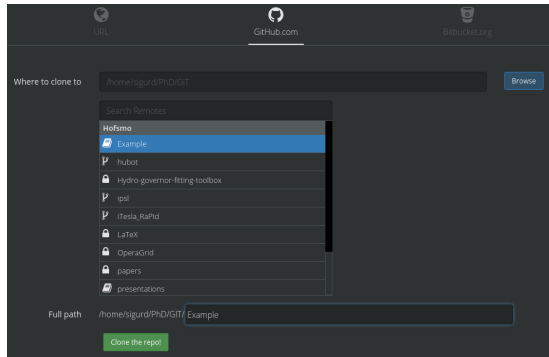 URL
GitHub.com
Bitbucket.org
Where to clone to
/home/sigurd/PhD/GIT
Browse
Search Remotes
Hofsmo
Example
hubot
Hydro-governor-fitting-toolbox
ipsl
iTesla_RaPId
LaTeX
OperaGrid
papers
presentations
Full path /home/sigurd/PhD/GIT/ Example
Clone the repo!